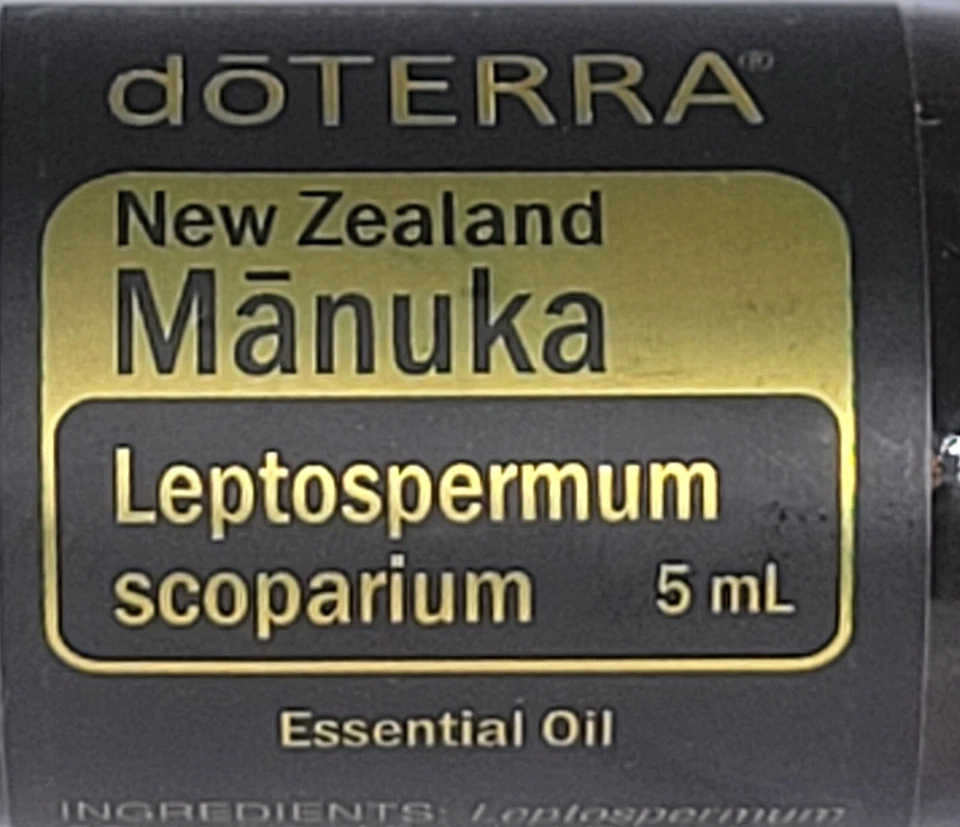 dōTERRA®
New Zealand
Mānuka
Leptospermum
scoparium 5 mL
Essential Oil
INGREDIENTS: Leptospermum